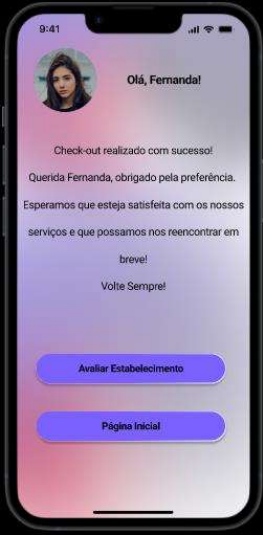 9:41
Olá, Fernanda!
Check-out realizado com sucesso!
Querida Fernanda, obrigado pela preferência.
Esperamos que esteja satisfeita com os nossos
serviços e que possamos nos reencontrar em
breve!
Volte Sempre!
Avaliar Estabelecimento
Página Inicial